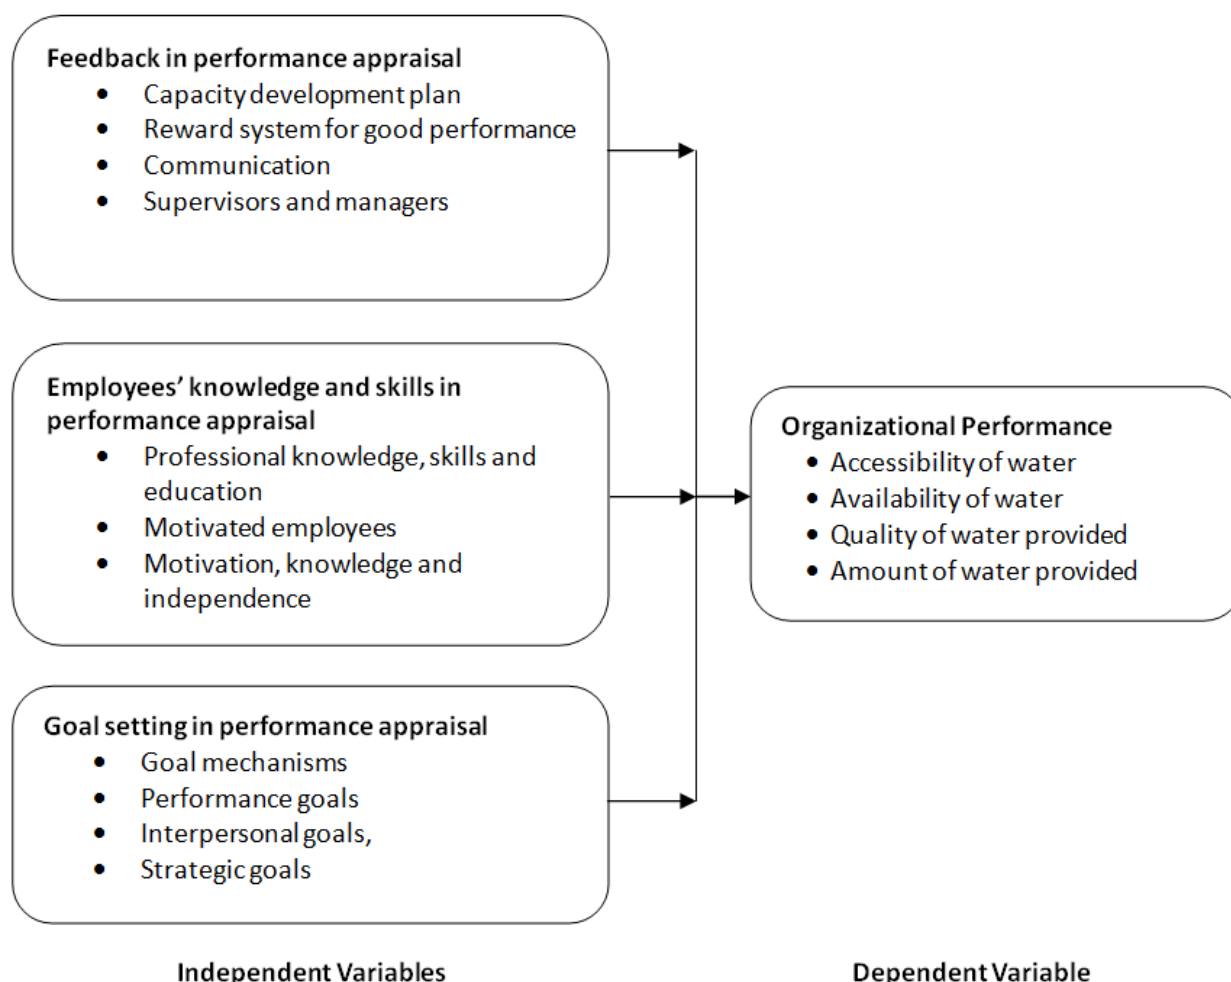 Feedback in performance appraisal
• Capacity development plan
• Reward system for good performance
• Communication
• Supervisors and managers
Employees’ knowledge and skills in
performance appraisal
• Professional knowledge, skills and
education
• Motivated employees
• Motivation, knowledge and
independence
Goal setting in performance appraisal
• Goal mechanisms
• Performance goals
• Interpersonal goals,
• Strategic goals
Organizational Performance
• Accessibility of water
• Availability of water
• Quality of water provided
• Amount of water provided
Independent Variables
Dependent Variable